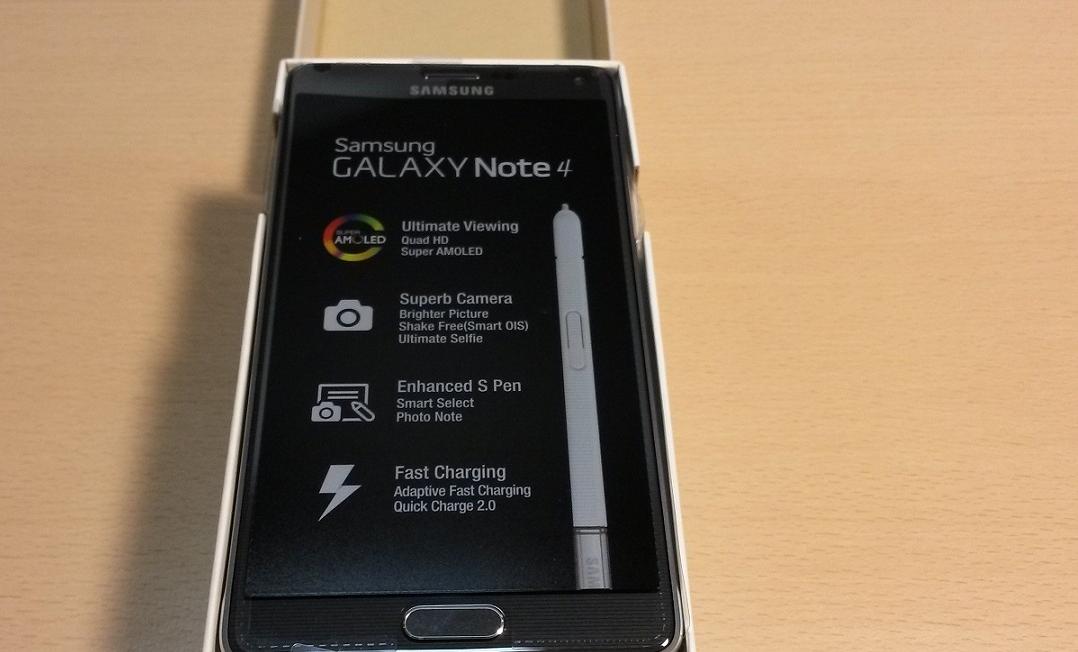 SAMSUNG
Samsung
GALAXY Note 4
SUPER
AMOLED
Ultimate Viewing
Quad HD
Super AMOLED
Superb Camera
Brighter Picture
Shake Free(Smart OIS)
Ultimate Selfie
Enhanced S Pen
Smart Select
Photo Note
Fast Charging
Adaptive Fast Charging
Quick Charge 2.0
SAM